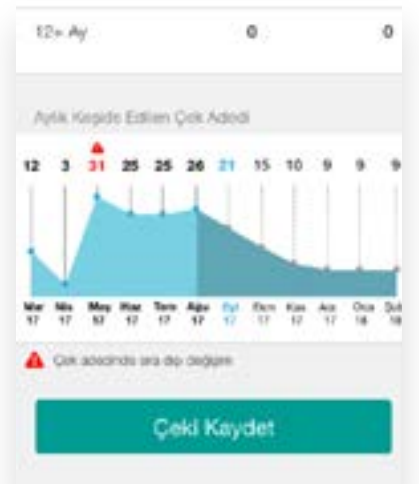 12+ Ay 0 0
Aylık Keşide Edilen Çek Adedi
12 3 31 25 25 26 21 15 10 9 9 9
Mar Nis May Haz Tem Ağu Eyl Ekm Kas Ara Oca Şub
17 17 17 17 17 17 17 17 17 17 18 18
Çek adedinde sıra dışı değişim
Çeki Kaydet